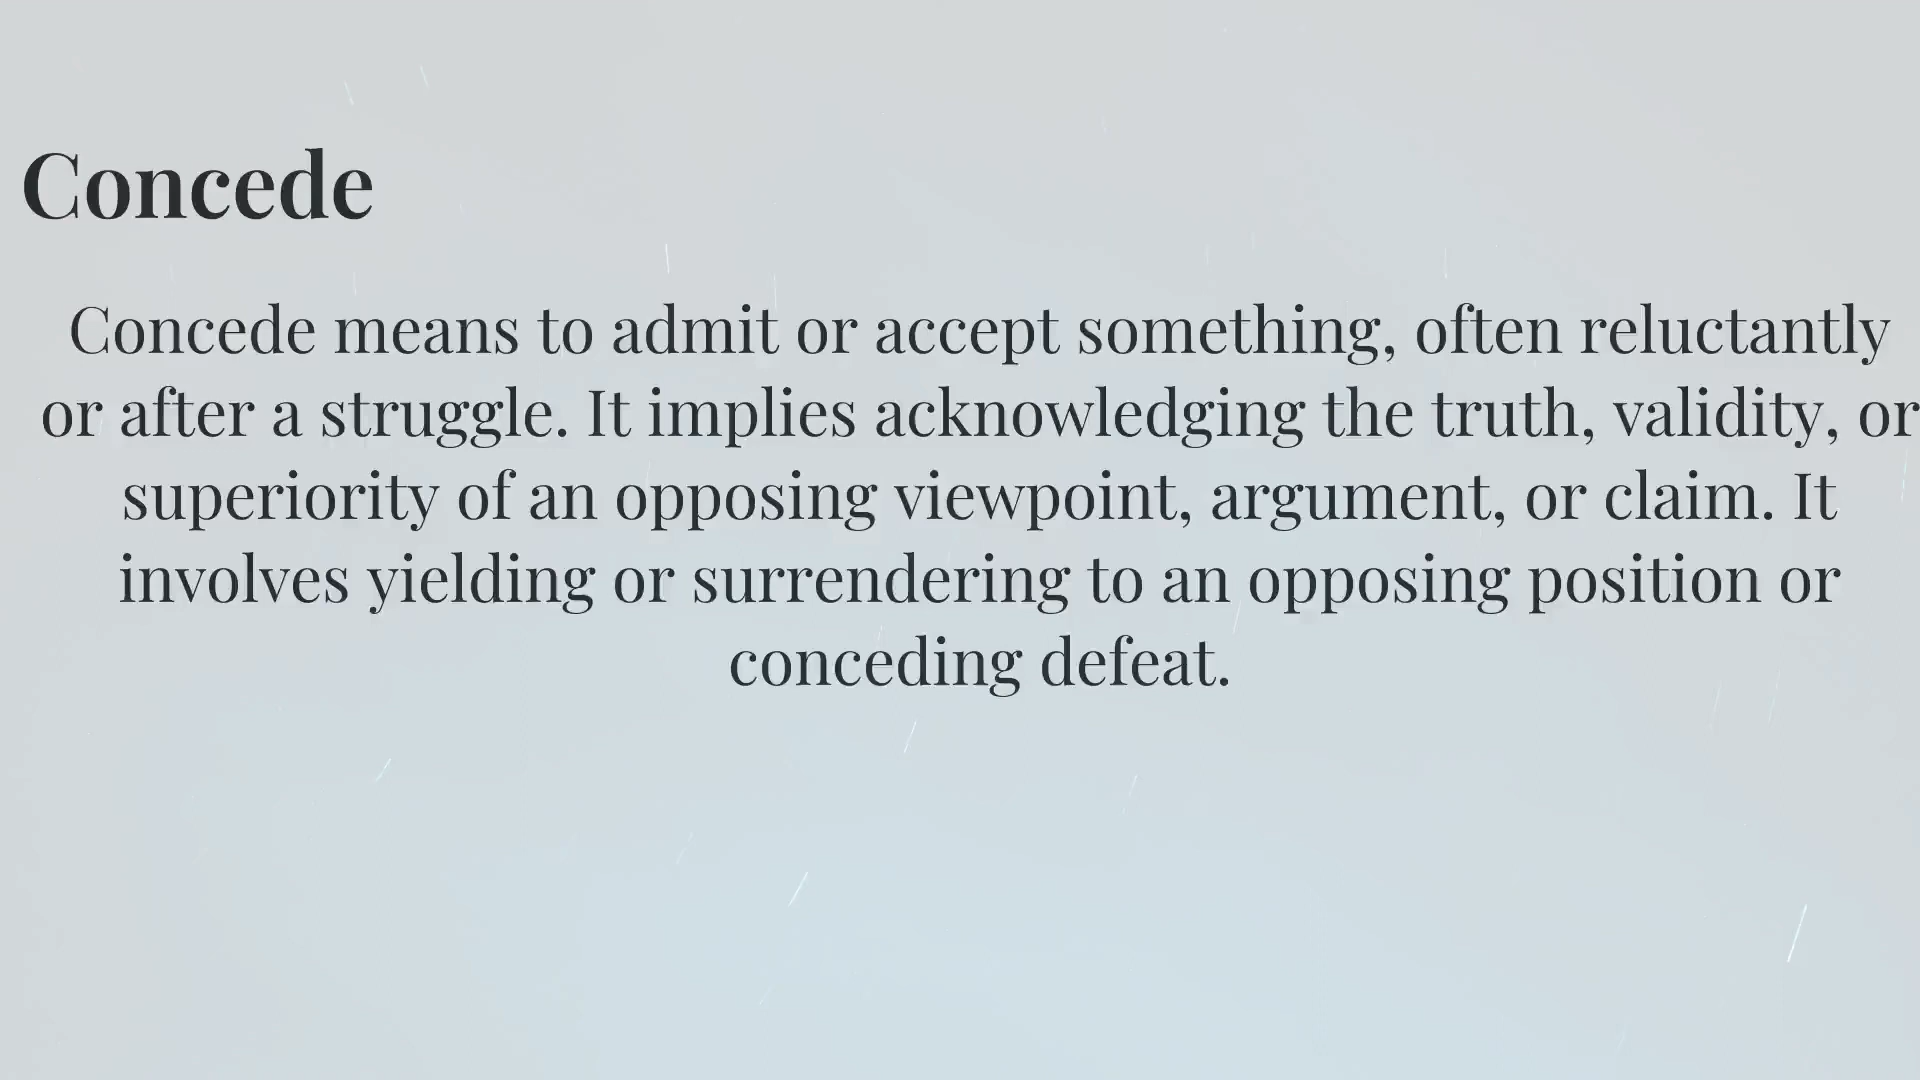 Concede
Concede means to admit or accept something, often reluctantly
or after a struggle. It implies acknowledging the truth, validity, or
superiority of an opposing viewpoint, argument, or claim. It
involves yielding or surrendering to an opposing position or
conceding defeat.